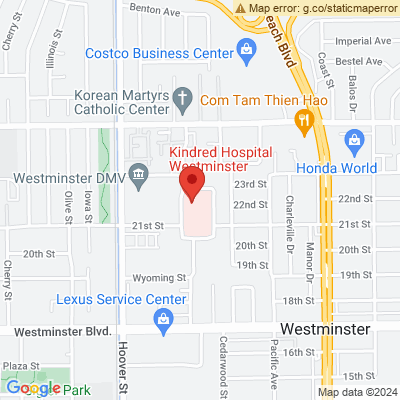 Map error: g.co/staticmaperror
Benton Ave
Beach Blvd
Cherry St
Illinois St
Costco Business Center
Imperial Ave
Bestel Ave
Coast St
Balos Dr
Korean Martyrs
Catholic Center
Com Tam Thien Hao
Kindred Hospital
Westminster
Honda World
Westminster DMV
23rd St
22nd St
22nd St
Iowa St
Olive St
Charleville Dr
21st St
21st St
20th St
20th St
20th St
Manor Dr
19th St
19th St
Cherry St
Wyoming St
Lexus Service Center
18th St
18th St
Westminster Blvd.
Westminster
Hoover St
Cedarwood St
Pacific Ave
16th St
Plaza St
15th St
Google
Park
Map data ©2024